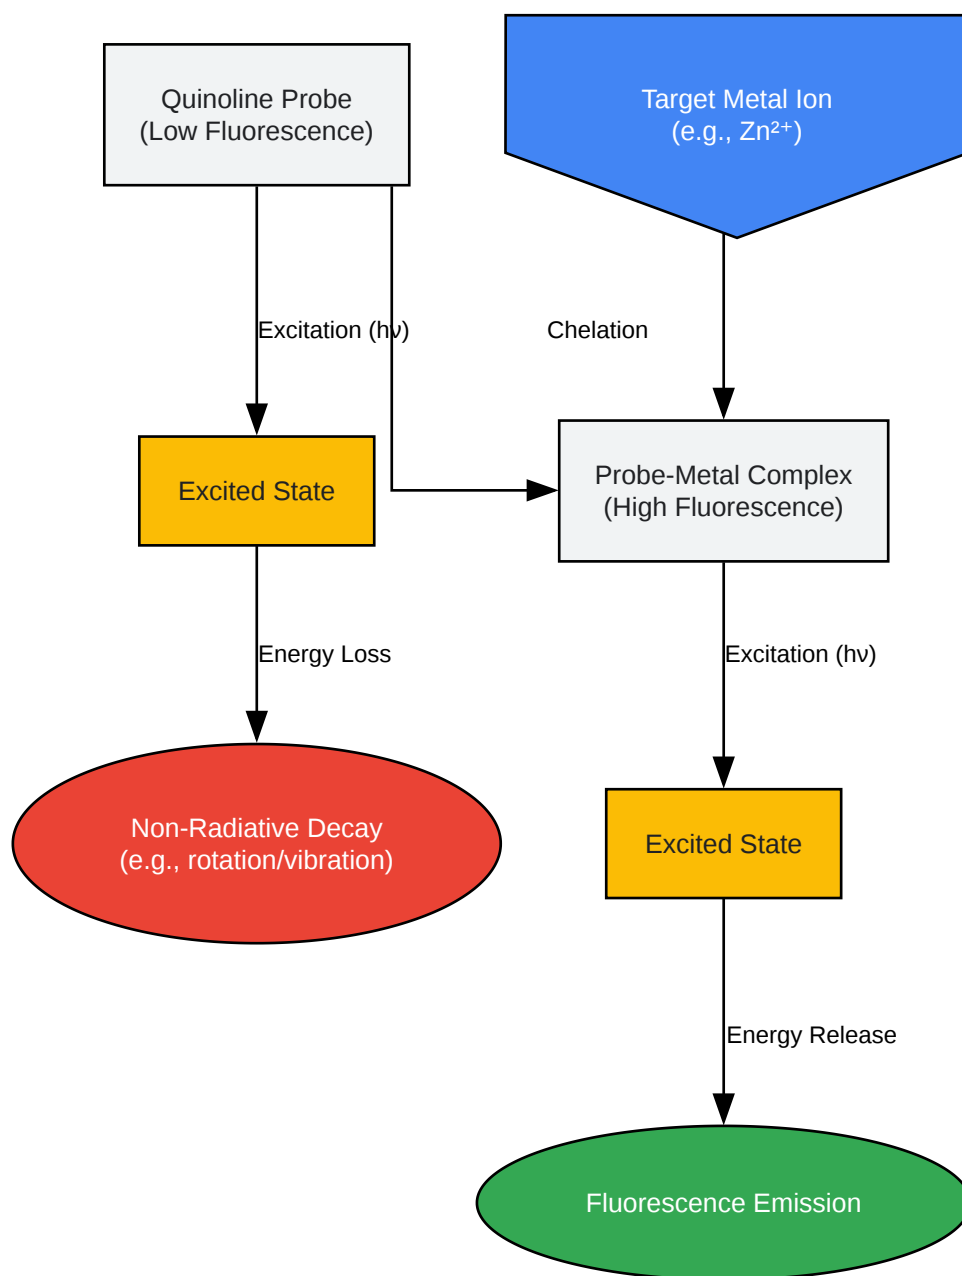 Quinoline Probe
(Low Fluorescence)
Target Metal Ion
(e.g., Zn²⁺)
Excitation (hν)
Chelation
Excited State
Probe-Metal Complex
(High Fluorescence)
Energy Loss
Excitation (hν)
Non-Radiative Decay
(e.g., rotation/vibration)
Excited State
Energy Release
Fluorescence Emission